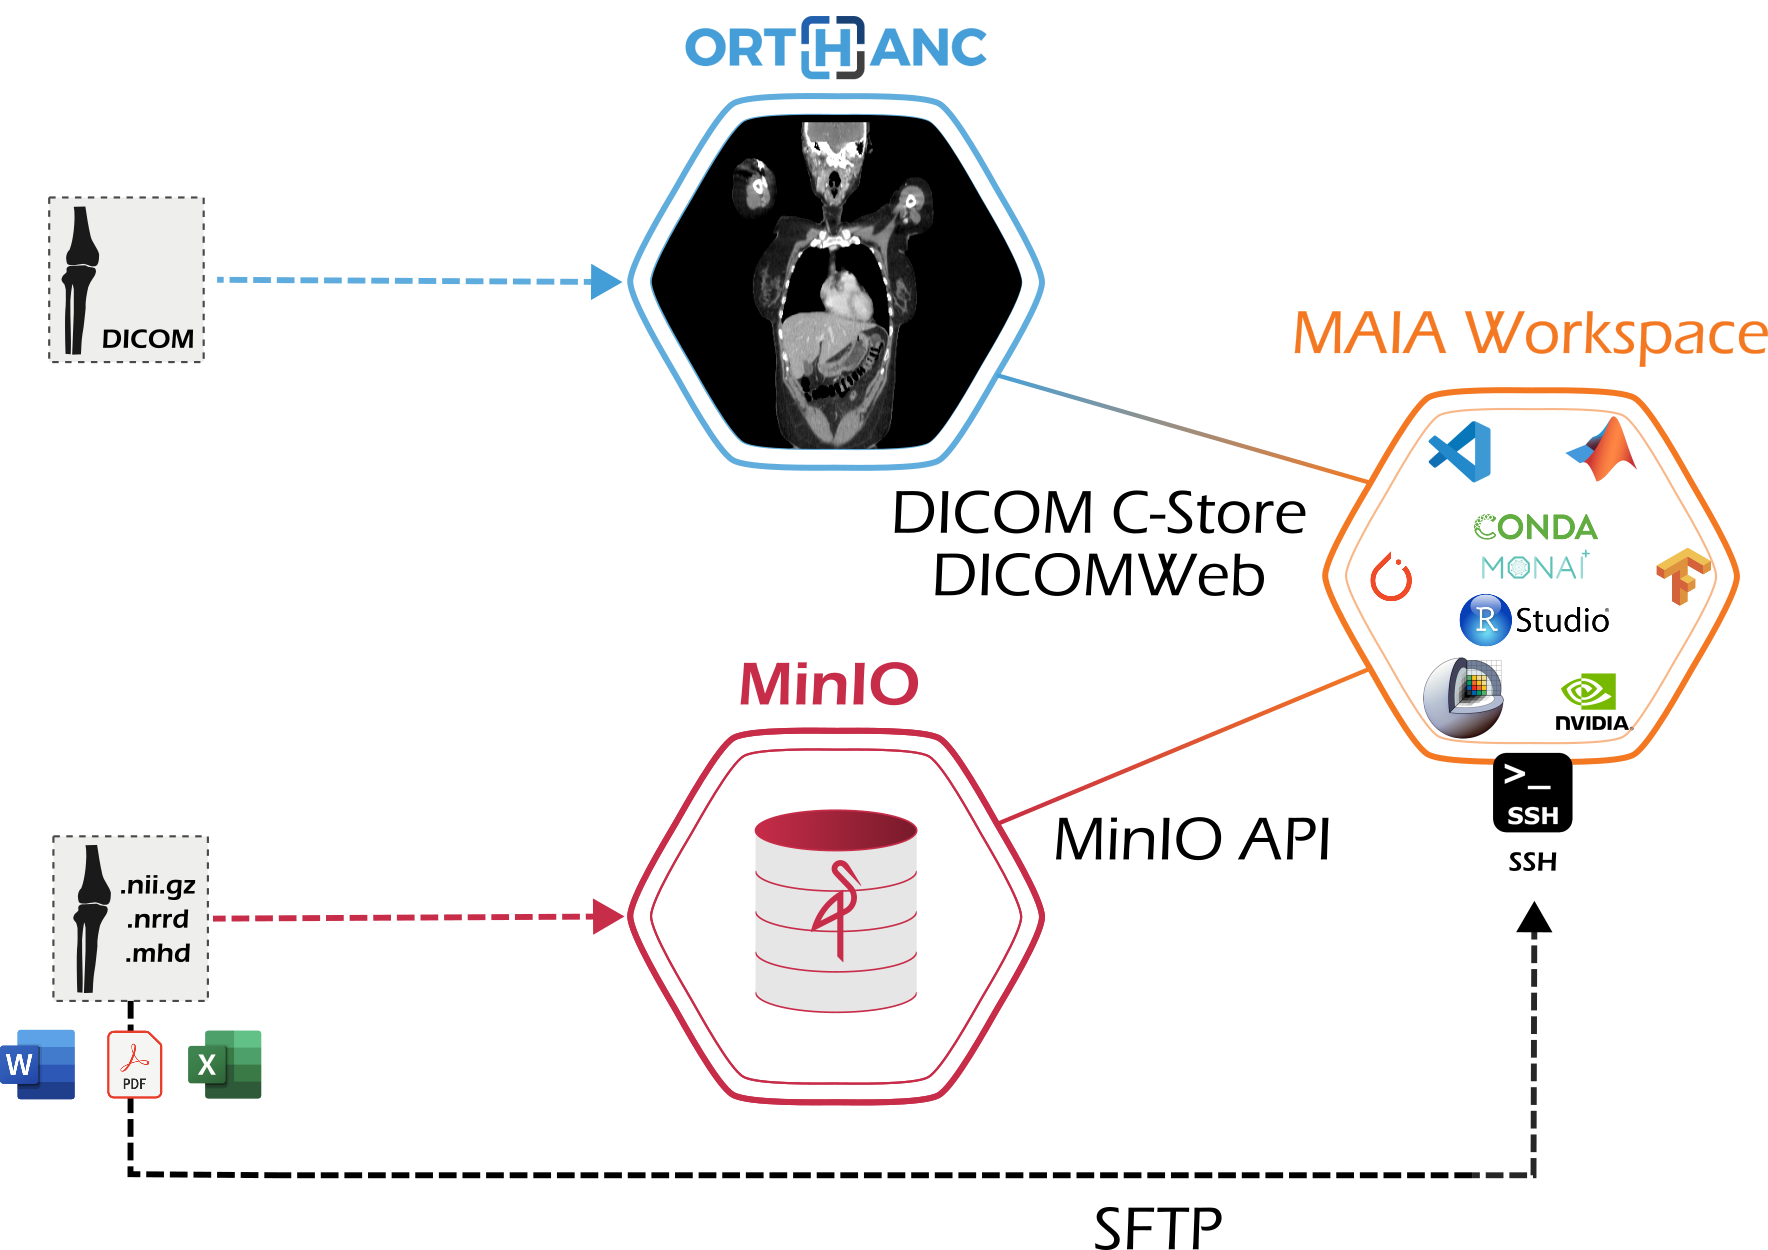 ORTHANC
DICOM
MAIA Workspace
CONDA
MONAI+
R Studio®
NVIDIA.
>_
SSH
SSH
DICOM C-Store
DICOMWeb
MinIO
MinIO API
.nii.gz
.nrrd
.mhd
W
PDF
X
SFTP